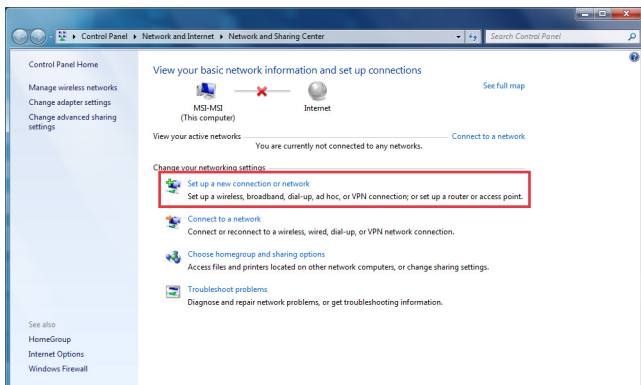 Control Panel ▸ Network and Internet ▸ Network and Sharing Center
Search Control Panel
Control Panel Home
Manage wireless networks
Change adapter settings
Change advanced sharing
settings
View your basic network information and set up connections
See full map
MSI-MSI
(This computer)
Internet
View your active networks
Connect to a network
You are currently not connected to any networks.
Change your networking settings
Set up a new connection or network
Set up a wireless, broadband, dial-up, ad hoc, or VPN connection; or set up a router or access point.
Connect to a network
Connect or reconnect to a wireless, wired, dial-up, or VPN network connection.
Choose homegroup and sharing options
Access files and printers located on other network computers, or change sharing settings.
Troubleshoot problems
Diagnose and repair network problems, or get troubleshooting information.
See also
HomeGroup
Internet Options
Windows Firewall